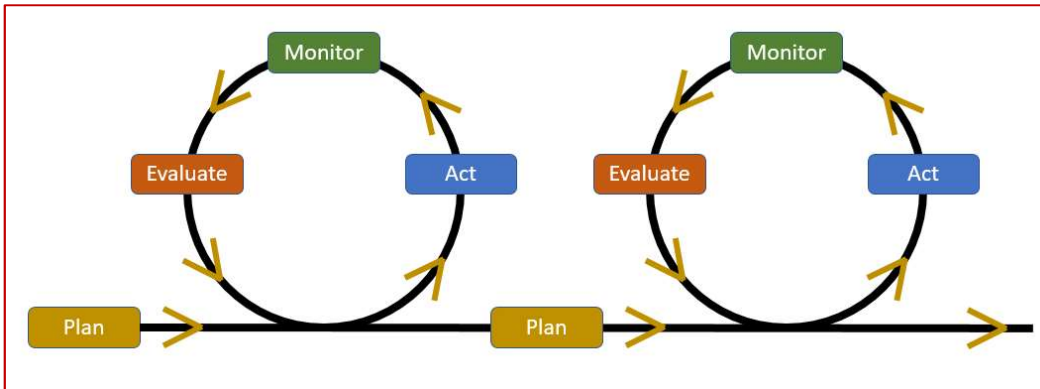 Monitor
Monitor
Evaluate
Act
Evaluate
Act
Plan
Plan